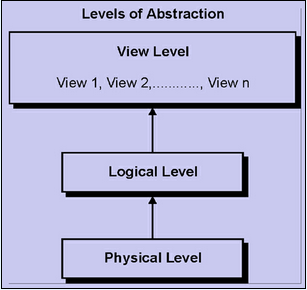 Levels of Abstraction
View Level
View 1, View 2,............, View n
Logical Level
Physical Level